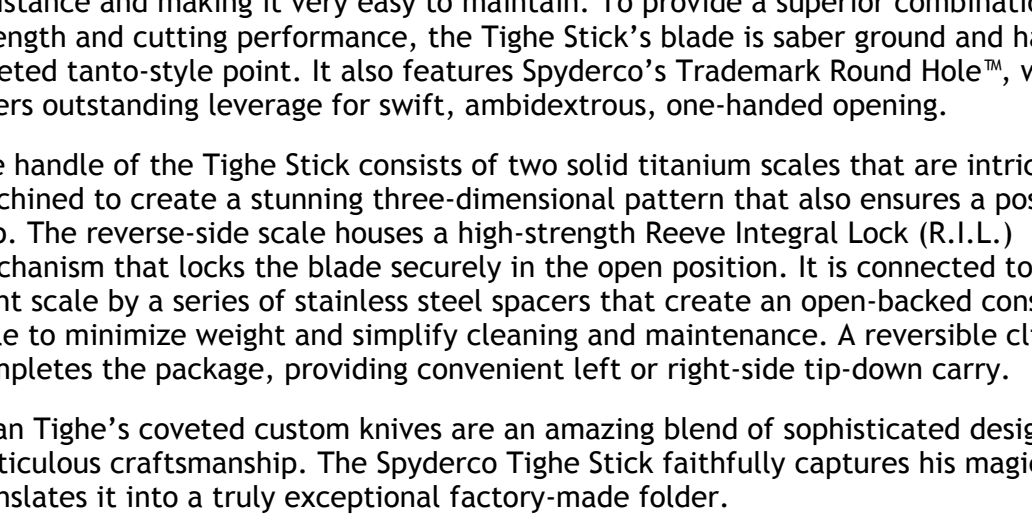 istance and making it very easy to maintain. To provide a superior combinatio
ength and cutting performance, the Tighe Stick’s blade is saber ground and ha
eted tanto-style point. It also features Spyderco’s Trademark Round Hole™, w
ers outstanding leverage for swift, ambidextrous, one-handed opening.
e handle of the Tighe Stick consists of two solid titanium scales that are intric
chined to create a stunning three-dimensional pattern that also ensures a pos
p. The reverse-side scale houses a high-strength Reeve Integral Lock (R.I.L.)
chanism that locks the blade securely in the open position. It is connected to
nt scale by a series of stainless steel spacers that create an open-backed cons
le to minimize weight and simplify cleaning and maintenance. A reversible cli
mpletes the package, providing convenient left or right-side tip-down carry.
an Tighe’s coveted custom knives are an amazing blend of sophisticated desig
ticulous craftsmanship. The Spyderco Tighe Stick faithfully captures his magic
nslates it into a truly exceptional factory-made folder.